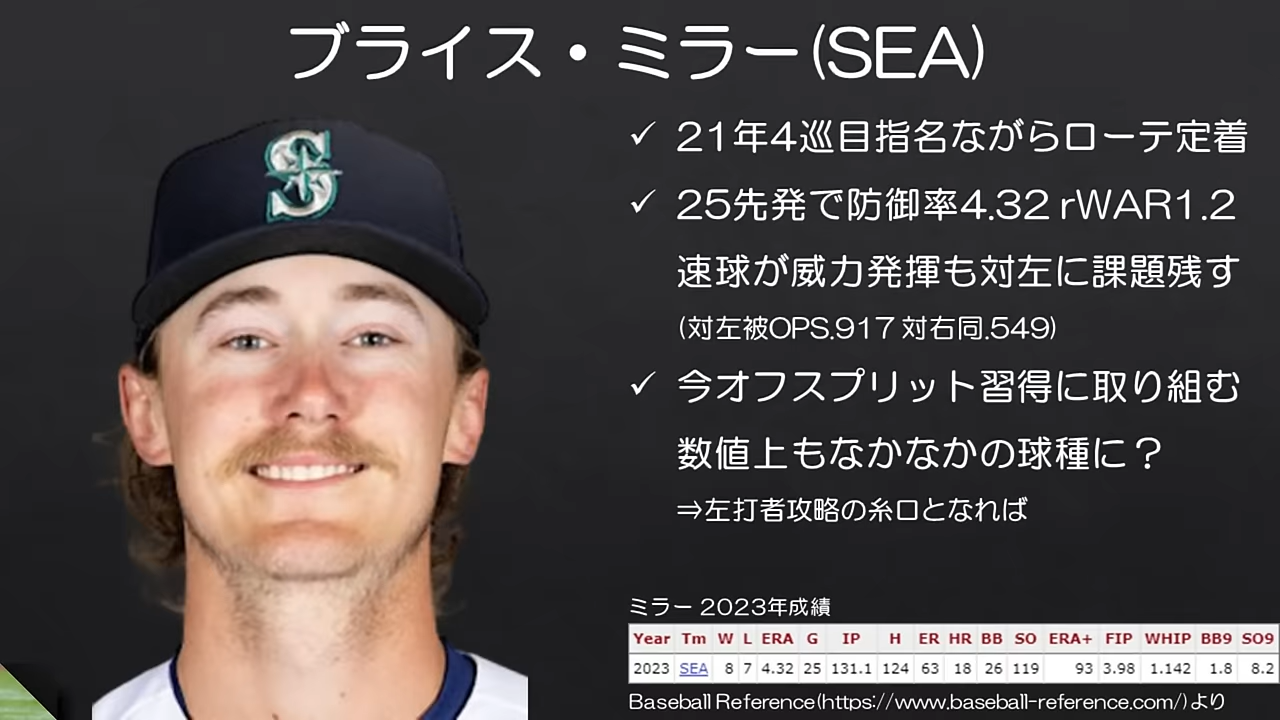 ブライス・ミラー(SEA)
✓ 21年4巡目指名ながらローテ定着
✓ 25先発で防御率4.32 rWAR1.2
速球が威力発揮も対左に課題残す
(対左被OPS.917 対右同.549)
✓ 今オフスプリット習得に取り組む
数値上もなかなかの球種に？
⇒左打者攻略の糸口となれば
ミラー 2023年成績
Year Tm W L ERA G IP H ER HR BB SO ERA+ FIP WHIP BB9 SO9
2023 SEA 8 7 4.32 25 131.1 124 63 18 26 119 93 3.98 1.142 1.8 8.2
Baseball Reference(https://www.baseball-reference.com/)より
S